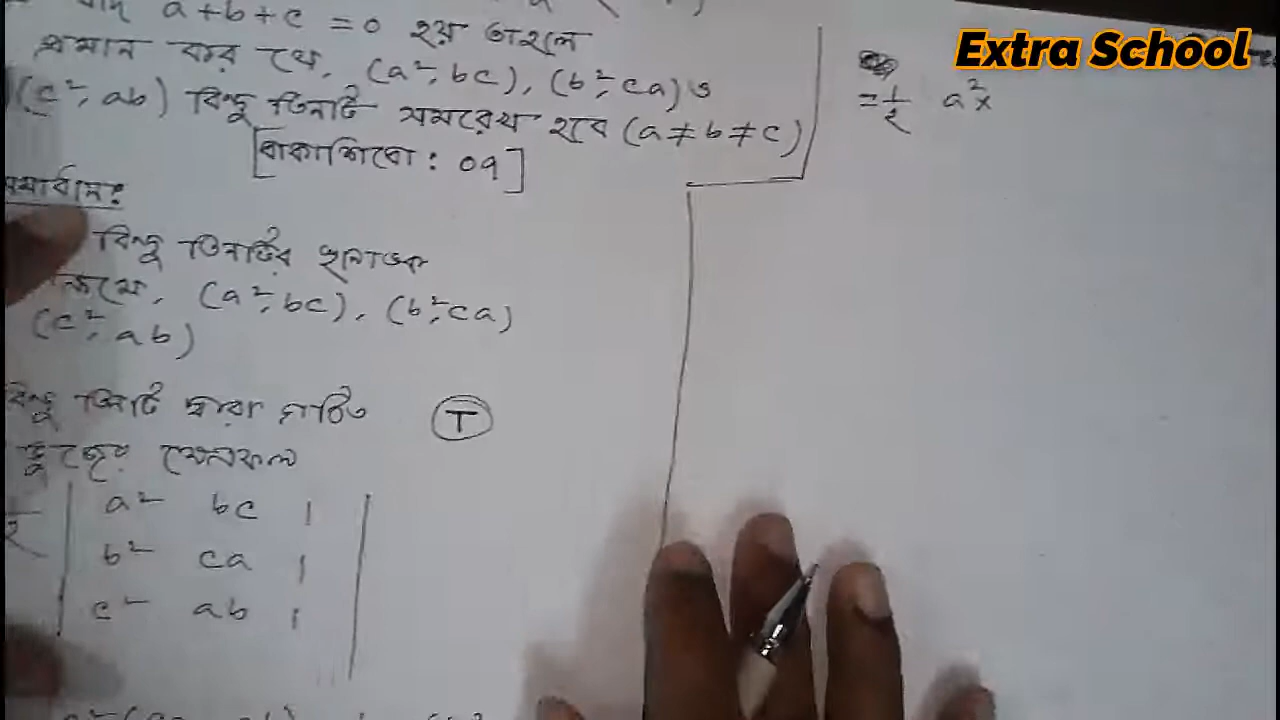 a+b+c = 0 হয় তাহলে
প্রমান কর যে, (a², bc), (b², ca) ও
(c², ab) বিন্দু তিনটি সমরেখ হবে (a ≠ b ≠ c)
[বাকাশিবো : ০৭]
সমাধান:
বিন্দু তিনটির স্থানাঙ্ক
(a², bc), (b², ca)
(c², ab)
বিন্দু তিনটি দ্বারা গঠিত T
ক্ষেত্রফল
a² bc 1
b² ca 1
c² ab 1
Extra School
= 1/2 a²x